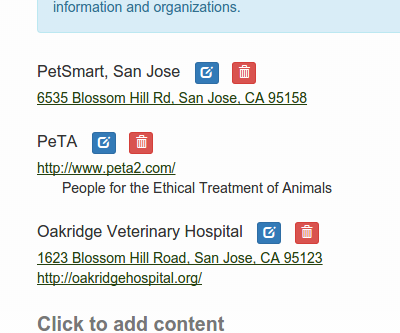 information and organizations.
PetSmart, San Jose
6535 Blossom Hill Rd, San Jose, CA 95158
PeTA
http://www.peta2.com/
People for the Ethical Treatment of Animals
Oakridge Veterinary Hospital
1623 Blossom Hill Road, San Jose, CA 95123
http://oakridgehospital.org/
Click to add content